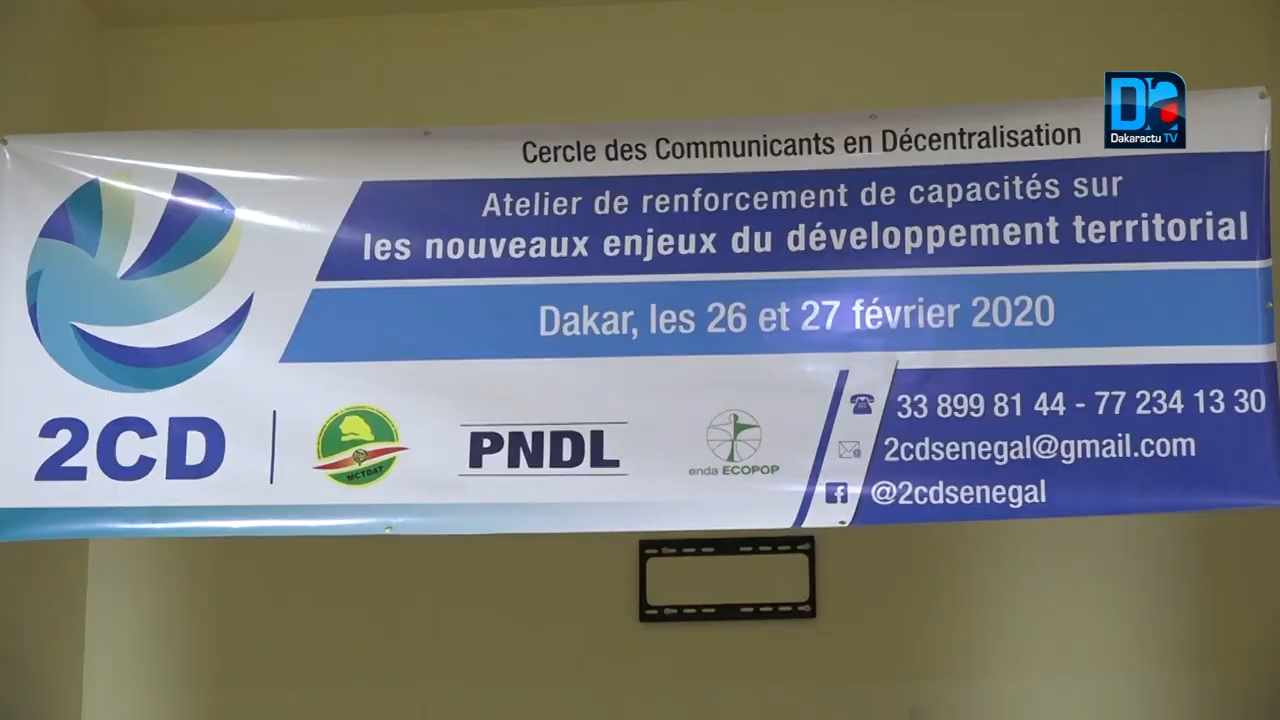 Dakaractu TV
Cercle des Communicants en Décentralisation
Atelier de renforcement de capacités sur
les nouveaux enjeux du développement territorial
Dakar, les 26 et 27 février 2020
2CD
MCTDAT
PNDL
enda ECOPOP
33 899 81 44 - 77 234 13 30
2cdsenegal@gmail.com
@2cdsenegal